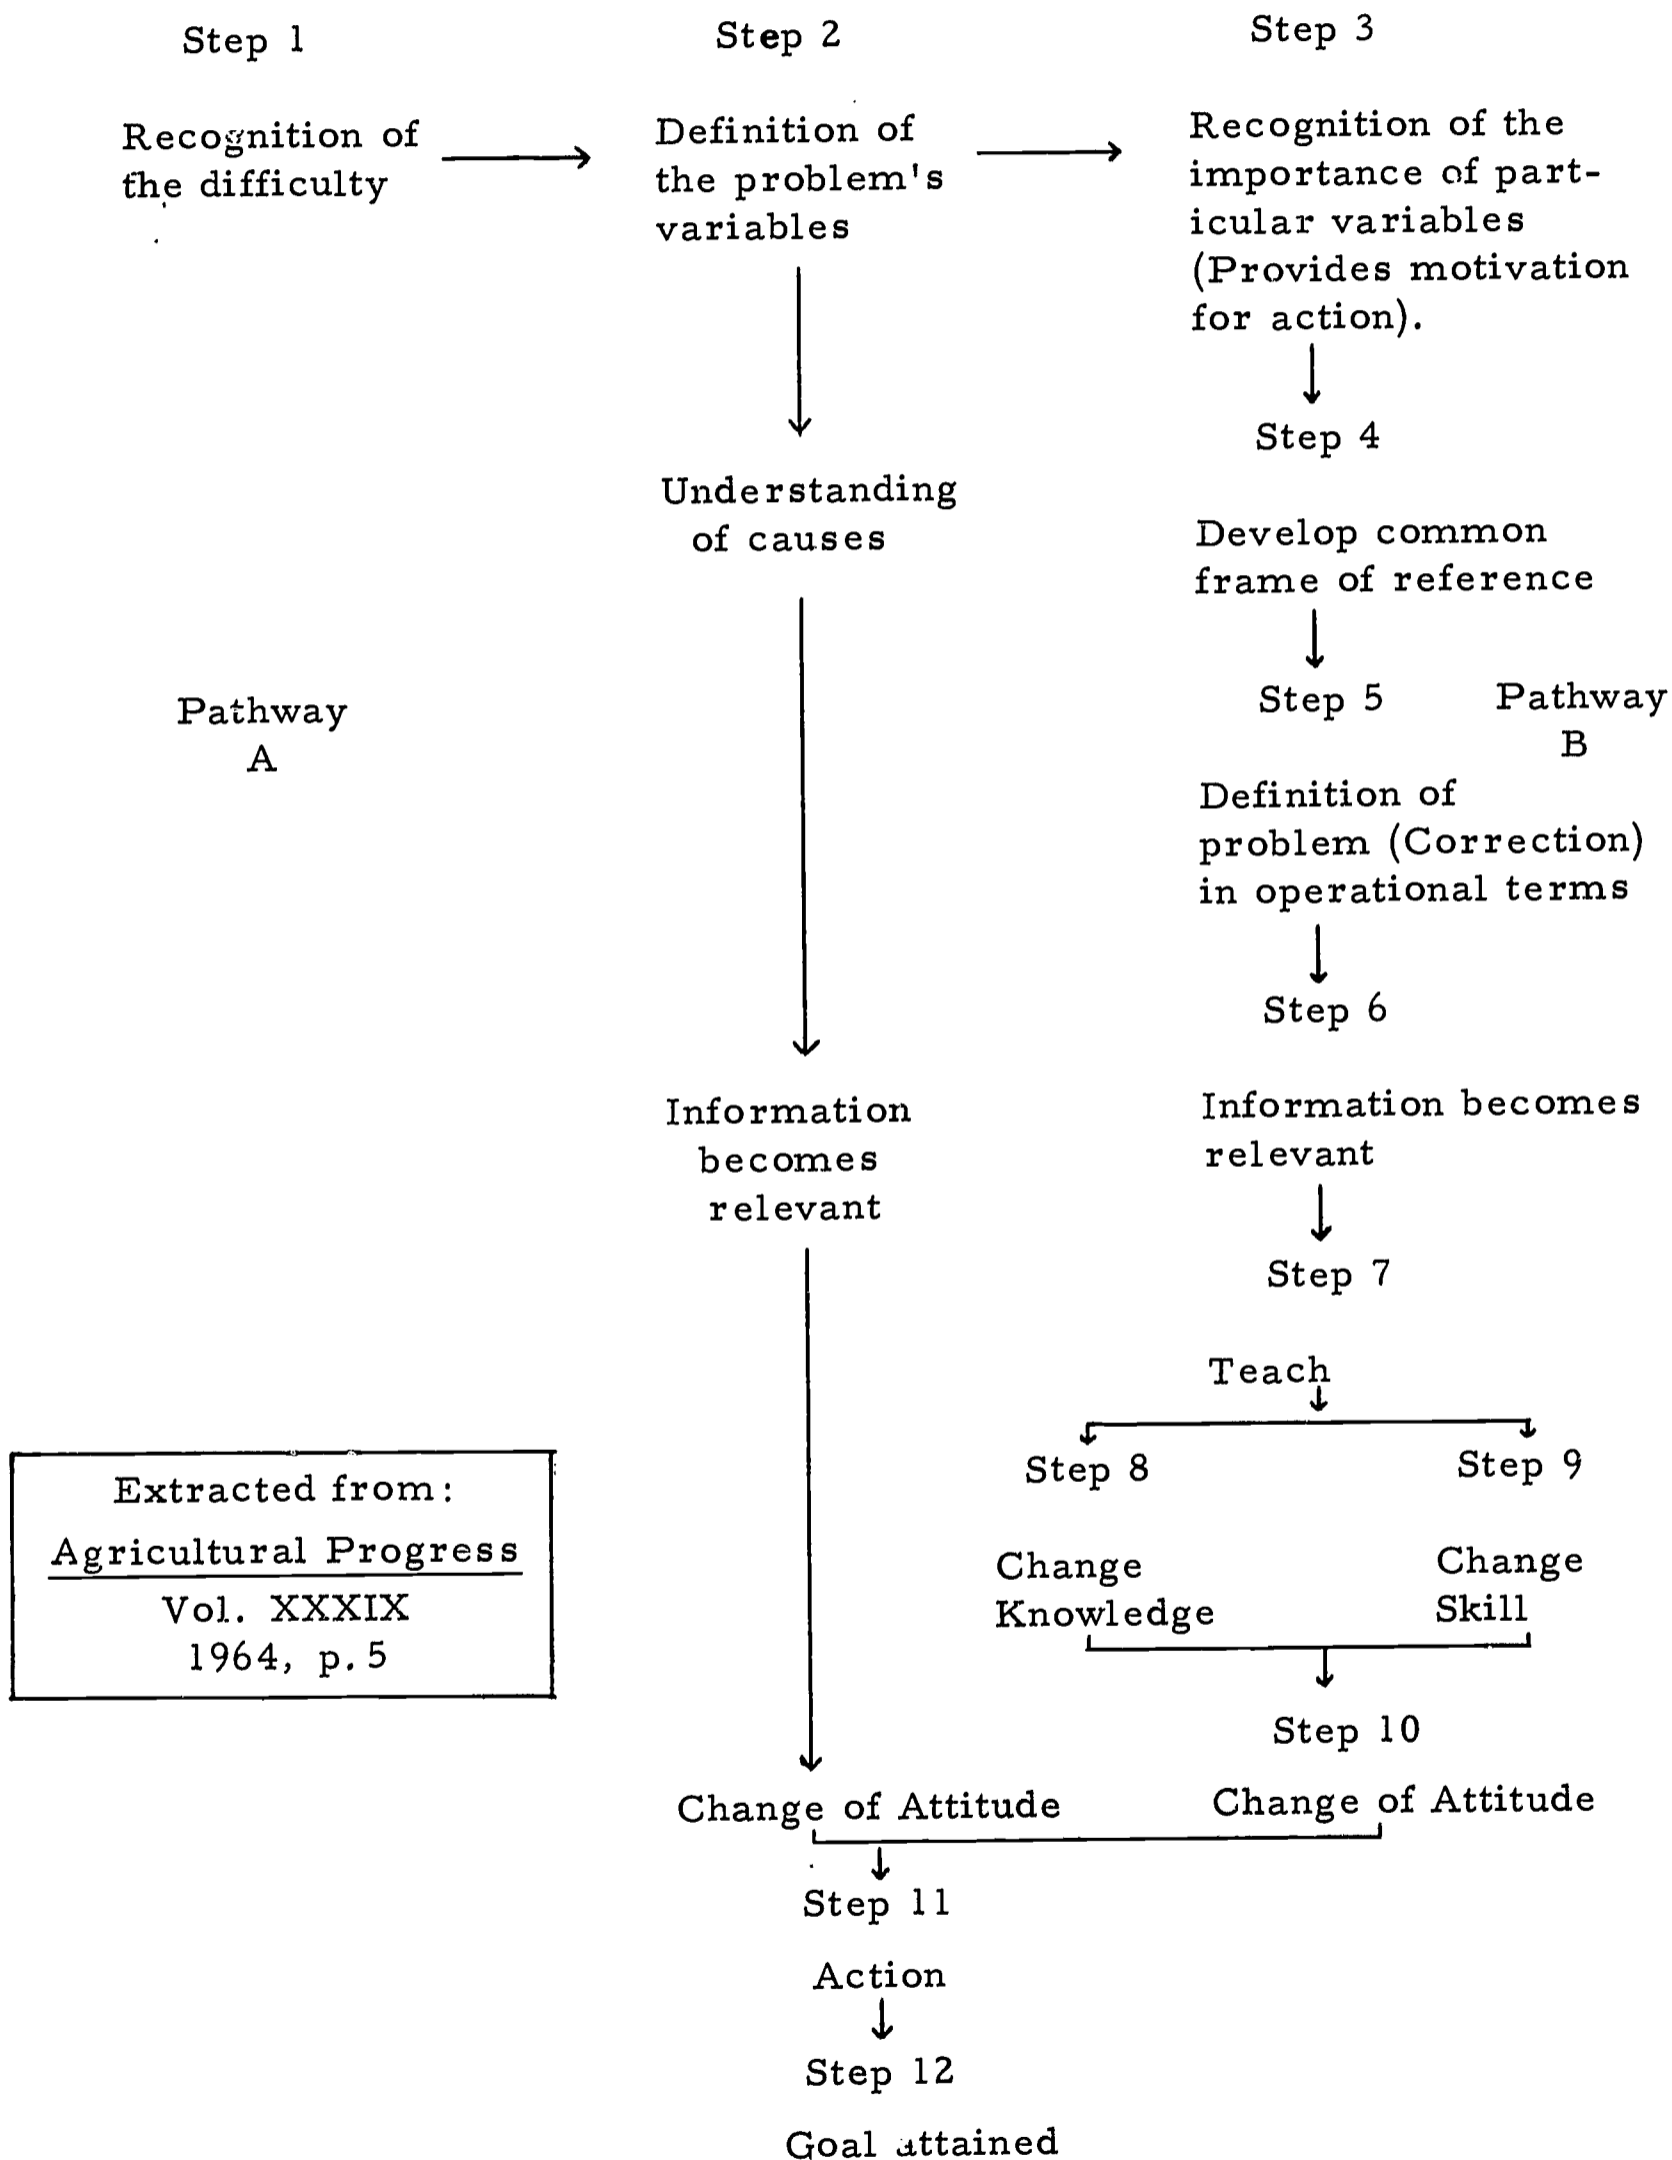 Step 1
Recognition of
the difficulty
Step 2
Definition of
the problem's
variables
Step 3
Recognition of the
importance of part-
icular variables
(Provides motivation
for action).
Step 4
Understanding
of causes
Develop common
frame of reference
Pathway
A
Step 5
Pathway
B
Definition of
problem (Correction)
in operational terms
Step 6
Information
becomes
relevant
Information becomes
relevant
Step 7
Teach
Step 8
Step 9
Extracted from:
Agricultural Progress
Vol. XXXIX
1964, p. 5
Change
Knowledge
Change
Skill
Step 10
Change of Attitude
Change of Attitude
Step 11
Action
Step 12
Goal attained